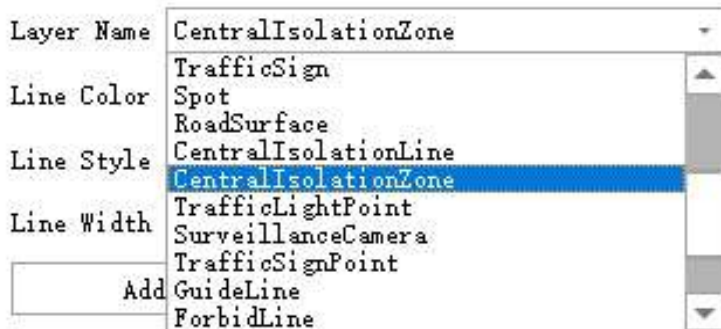 Layer Name CentralIsolationZone
TrafficSign
Line Color Spot
RoadSurface
CentralIsolationLine
Line Style
CentralIsolationZone
TrafficLightPoint
Line Width SurveillanceCamera
TrafficSignPoint
Add GuideLine
ForbidLine